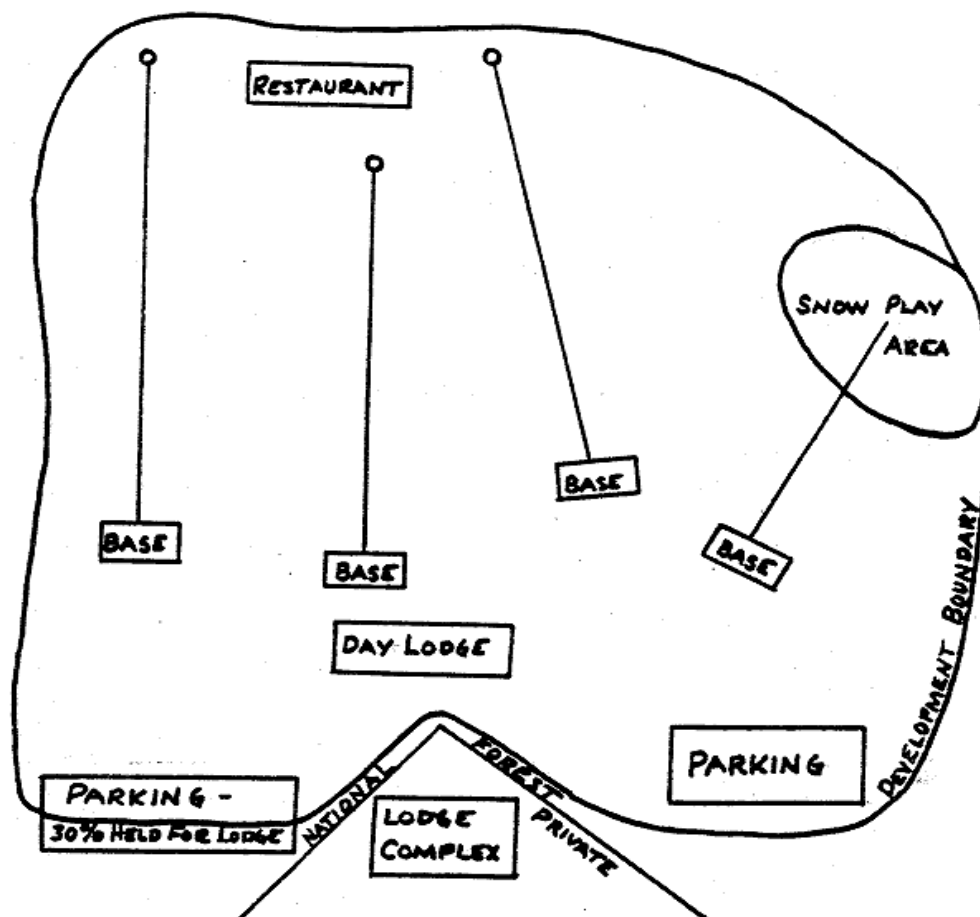 RESTAURANT
SNOW PLAY
AREA
BASE
BASE
BASE
BASE
DAY LODGE
DEVELOPMENT BOUNDARY
PARKING
PARKING -
30% HELD FOR LODGE
NATIONAL
FOREST
PRIVATE
LODGE
COMPLEX